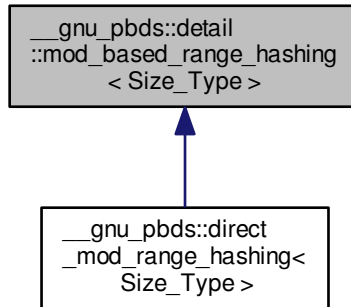 __gnu_pbds::detail
::mod_based_range_hashing
< Size_Type >
__gnu_pbds::direct
_mod_range_hashing<
Size_Type >